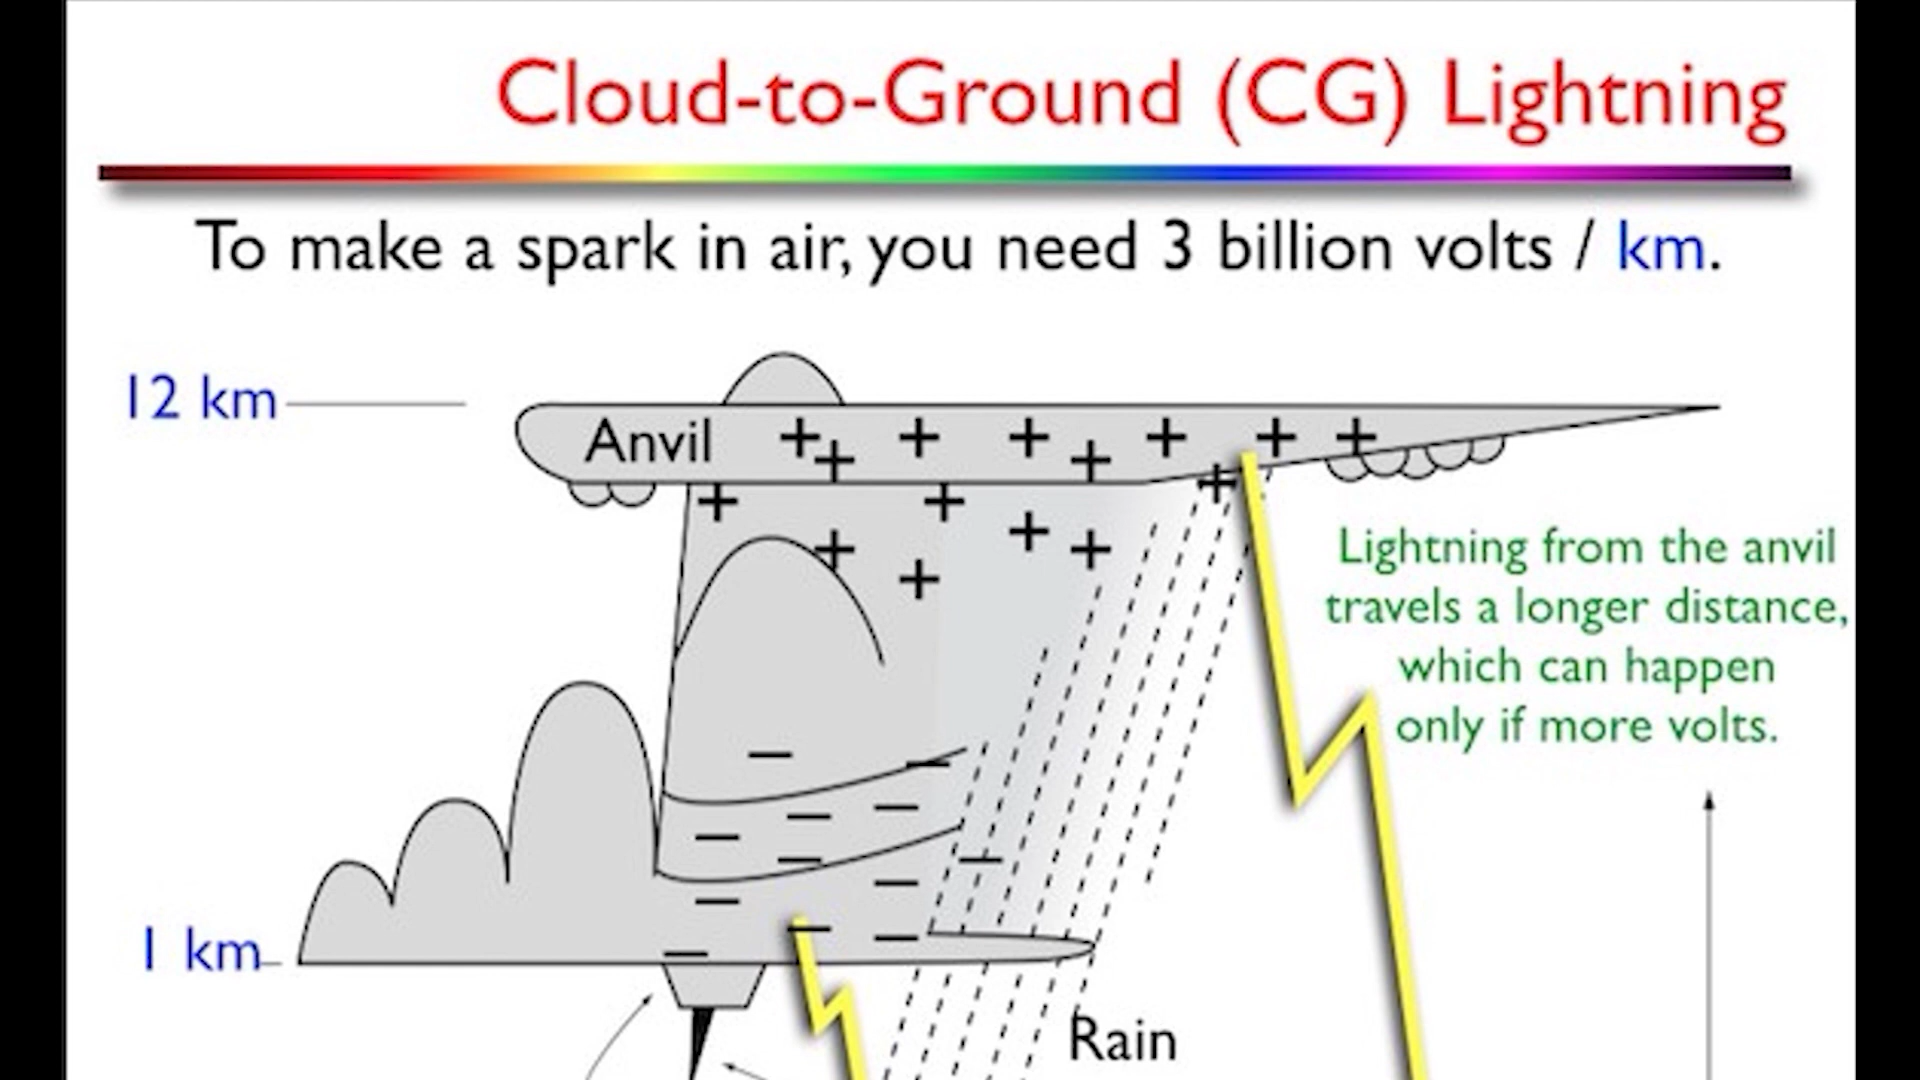 Cloud-to-Ground (CG) Lightning
To make a spark in air, you need 3 billion volts / km.
12 km
Anvil
Lightning from the anvil
travels a longer distance,
which can happen
only if more volts.
1 km
Rain